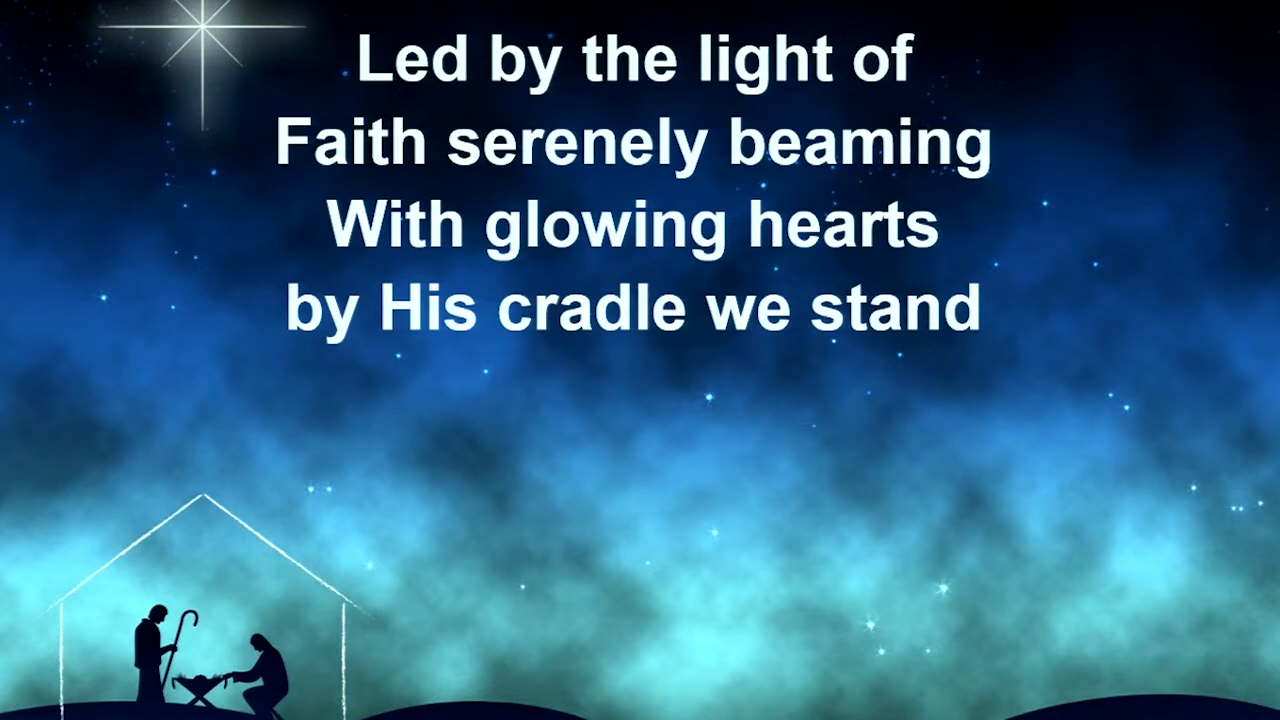 Led by the light of
Faith serenely beaming
With glowing hearts
by His cradle we stand